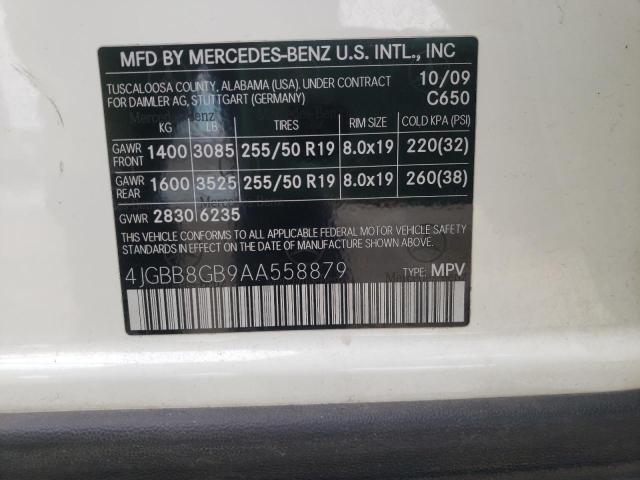 MFD BY MERCEDES-BENZ U.S. INTL., INC
TUSCALOOSA COUNTY, ALABAMA (USA). UNDER CONTRACT 10/09
FOR DAIMLER AG, STUTTGART (GERMANY) C650
KG LB TIRES RIM SIZE COLD KPA (PSI)
GAWR FRONT 1400 3085 255/50 R19 8.0x19 220(32)
GAWR REAR 1600 3525 255/50 R19 8.0x19 260(38)
GVWR 2830 6235
THIS VEHICLE CONFORMS TO ALL APPLICABLE FEDERAL MOTOR VEHICLE SAFETY
STANDARDS IN EFFECT ON THE DATE OF MANUFACTURE SHOWN ABOVE.
4JGBB8GB9AA558879 TYPE: MPV